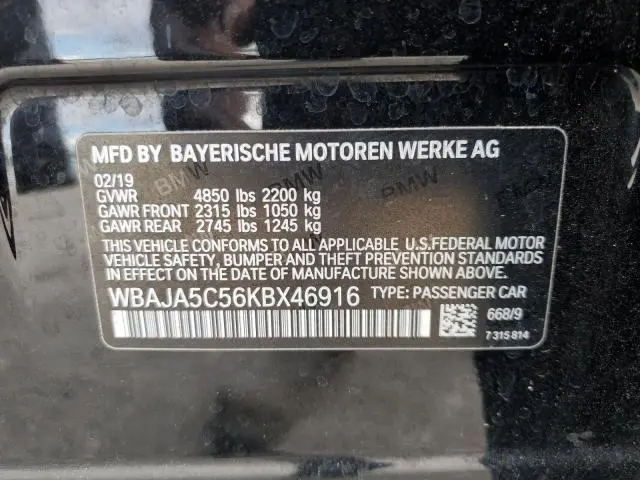 MFD BY BAYERISCHE MOTOREN WERKE AG
02/19
GVWR 4850 lbs 2200 kg
GAWR FRONT 2315 lbs 1050 kg
GAWR REAR 2745 lbs 1245 kg
THIS VEHICLE CONFORMS TO ALL APPLICABLE U.S.FEDERAL MOTOR
VEHICLE SAFETY, BUMPER AND THEFT PREVENTION STANDARDS
IN EFFECT ON THE DATE OF MANUFACTURE SHOWN ABOVE.
WBAJA5C56KBX46916 TYPE: PASSENGER CAR
668/9
7 315 814
BMW
BMW